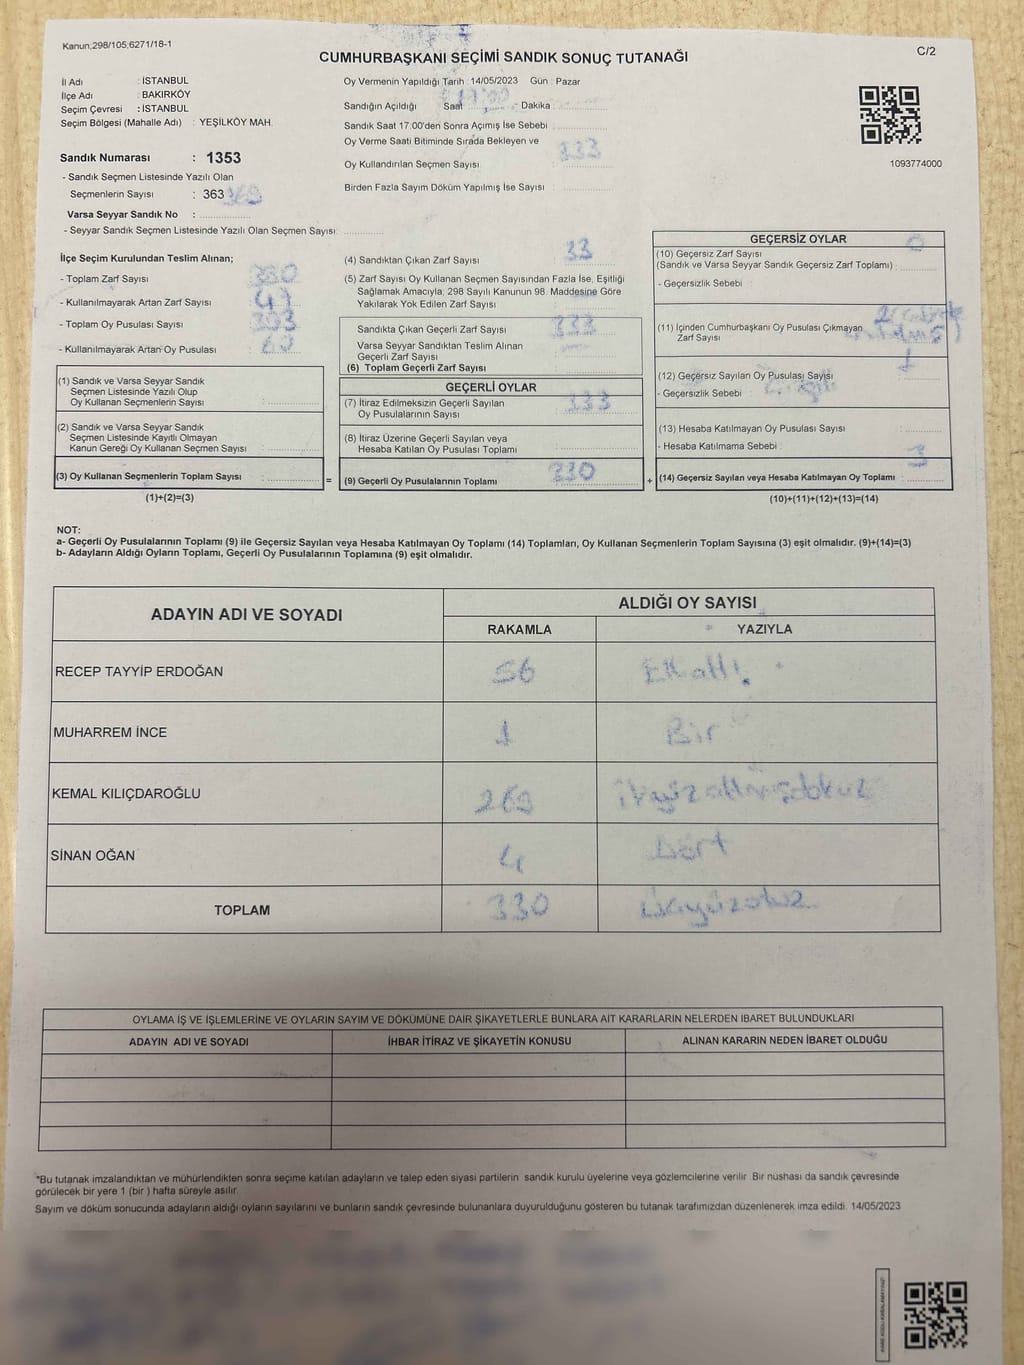 Kanun;298/105;6271/18-1
C/2
CUMHURBAŞKANI SEÇİMİ SANDIK SONUÇ TUTANAĞI
İl Adı : İSTANBUL
İlçe Adı : BAKIRKÖY
Seçim Çevresi : İSTANBUL
Seçim Bölgesi (Mahalle Adı) : YEŞİLKÖY MAH.
Sandık Numarası : 1353
- Sandık Seçmen Listesinde Yazılı Olan
Seçmenlerin Sayısı : 363
Varsa Seyyar Sandık No :
- Seyyar Sandık Seçmen Listesinde Yazılı Olan Seçmen Sayısı:
Oy Vermenin Yapıldığı Tarih : 14/05/2023 Gün : Pazar
Sandığın Açıldığı Saat 17:00 Dakika :
Sandık Saat 17.00'den Sonra Açımış İse Sebebi :
Oy Verme Saati Bitiminde Sırada Bekleyen ve
Oy Kullandırılan Seçmen Sayısı : 333
Birden Fazla Sayım Döküm Yapılmış İse Sayısı :
1093774000
İlçe Seçim Kurulundan Teslim Alınan;
- Toplam Zarf Sayısı : 380
- Kullanılmayarak Artan Zarf Sayısı : 47
- Toplam Oy Pusulası Sayısı : 393
- Kullanılmayarak Artan Oy Pusulası : 60
(1) Sandık ve Varsa Seyyar Sandık
Seçmen Listesinde Yazılı Olup
Oy Kullanan Seçmenlerin Sayısı :
(2) Sandık ve Varsa Seyyar Sandık
Seçmen Listesinde Kayıtlı Olmayan
Kanun Gereği Oy Kullanan Seçmen Sayısı :
(3) Oy Kullanan Seçmenlerin Toplam Sayısı :
(1)+(2)=(3)
=
(4) Sandıktan Çıkan Zarf Sayısı : 33
(5) Zarf Sayısı Oy Kullanan Seçmen Sayısından Fazla İse, Eşitliği
Sağlamak Amacıyla, 298 Sayılı Kanunun 98. Maddesine Göre
Yakılarak Yok Edilen Zarf Sayısı :
Sandıkta Çıkan Geçerli Zarf Sayısı : 333
Varsa Seyyar Sandıktan Teslim Alınan
Geçerli Zarf Sayısı
(6) Toplam Geçerli Zarf Sayısı :
GEÇERLİ OYLAR
(7) İtiraz Edilmeksizin Geçerli Sayılan : 333
Oy Pusulalarının Sayısı
(8) İtiraz Üzerine Geçerli Sayılan veya
Hesaba Katılan Oy Pusulası Toplamı :
(9) Geçerli Oy Pusulalarının Toplamı : 330
+
GEÇERSİZ OYLAR
(10) Geçersiz Zarf Sayısı 0
(Sandık ve Varsa Seyyar Sandık Geçersiz Zarf Toplamı) :
- Geçersizlik Sebebi :
(11) İçinden Cumhurbaşkanı Oy Pusulası Çıkmayan
Zarf Sayısı
(12) Geçersiz Sayılan Oy Pusulası Sayısı : 1
- Geçersizlik Sebebi :
(13) Hesaba Katılmayan Oy Pusulası Sayısı :
- Hesaba Katılmama Sebebi :
(14) Geçersiz Sayılan veya Hesaba Katılmayan Oy Toplamı : 3
(10)+(11)+(12)+(13)=(14)
NOT:
a- Geçerli Oy Pusulalarının Toplamı (9) ile Geçersiz Sayılan veya Hesaba Katılmayan Oy Toplamı (14) Toplamları, Oy Kullanan Seçmenlerin Toplam Sayısına (3) eşit olmalıdır. (9)+(14)=(3)
b- Adayların Aldığı Oyların Toplamı, Geçerli Oy Pusulalarının Toplamına (9) eşit olmalıdır.
ADAYIN ADI VE SOYADI
ALDIĞI OY SAYISI
RAKAMLA
YAZIYLA
RECEP TAYYİP ERDOĞAN 56 Elli altı
MUHARREM İNCE 1 Bir
KEMAL KILIÇDAROĞLU 269 ikiyüz altmışdokuz
SİNAN OĞAN 4 Dört
TOPLAM 330 üçyüzotuz
OYLAMA İŞ VE İŞLEMLERİNE VE OYLARIN SAYIM VE DÖKÜMÜNE DAİR ŞİKAYETLERLE BUNLARA AİT KARARLARIN NELERDEN İBARET BULUNDUKLARI
ADAYIN ADI VE SOYADI
İHBAR İTİRAZ VE ŞİKAYETİN KONUSU
ALINAN KARARIN NEDEN İBARET OLDUĞU
*Bu tutanak imzalandıktan ve mühürlendikten sonra seçime katılan adayların ve talep eden siyasi partilerin sandık kurulu üyelerine veya gözlemcilerine verilir. Bir nushası da sandık çevresinde
görülecek bir yere 1 (bir ) hafta süreyle asılır.
Sayım ve döküm sonucunda adayların aldığı oyların sayılarını ve bunların sandık çevresinde bulunanlara duyurulduğunu gösteren bu tutanak tarafımızdan düzenlenerek imza edildi. 14/05/2023